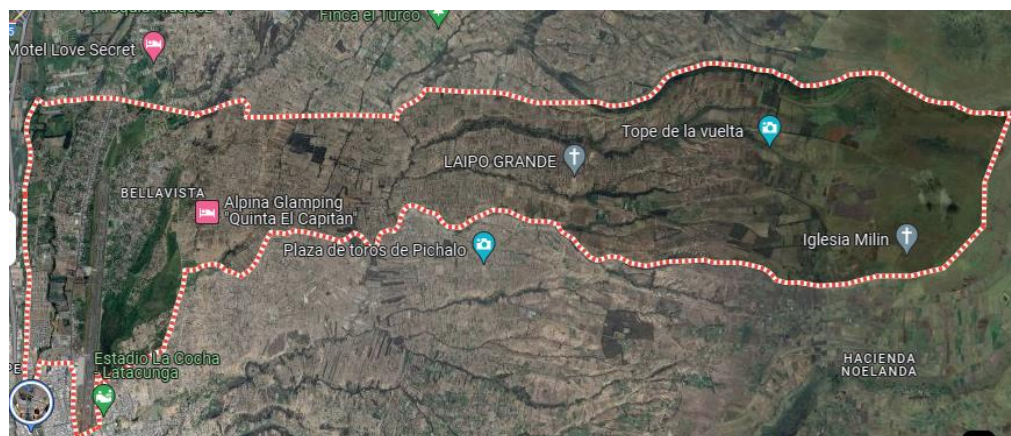 Finca el Turco
Motel Love Secret
Tope de la vuelta
LAIPO GRANDE
BELLAVISTA
Alpina Glamping
"Quinta El Capitán"
Plaza de toros de Pichalo
Iglesia Milin
Estadio La Cocha
- Latacunga
HACIENDA
NOELANDA
PE